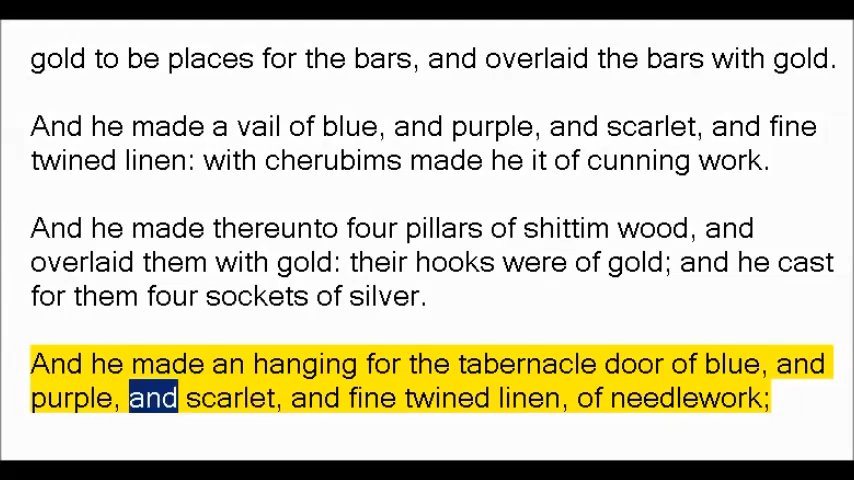 gold to be places for the bars, and overlaid the bars with gold.
And he made a vail of blue, and purple, and scarlet, and fine
twined linen: with cherubims made he it of cunning work.
And he made thereunto four pillars of shittim wood, and
overlaid them with gold: their hooks were of gold; and he cast
for them four sockets of silver.
And he made an hanging for the tabernacle door of blue, and
purple, and scarlet, and fine twined linen, of needlework;